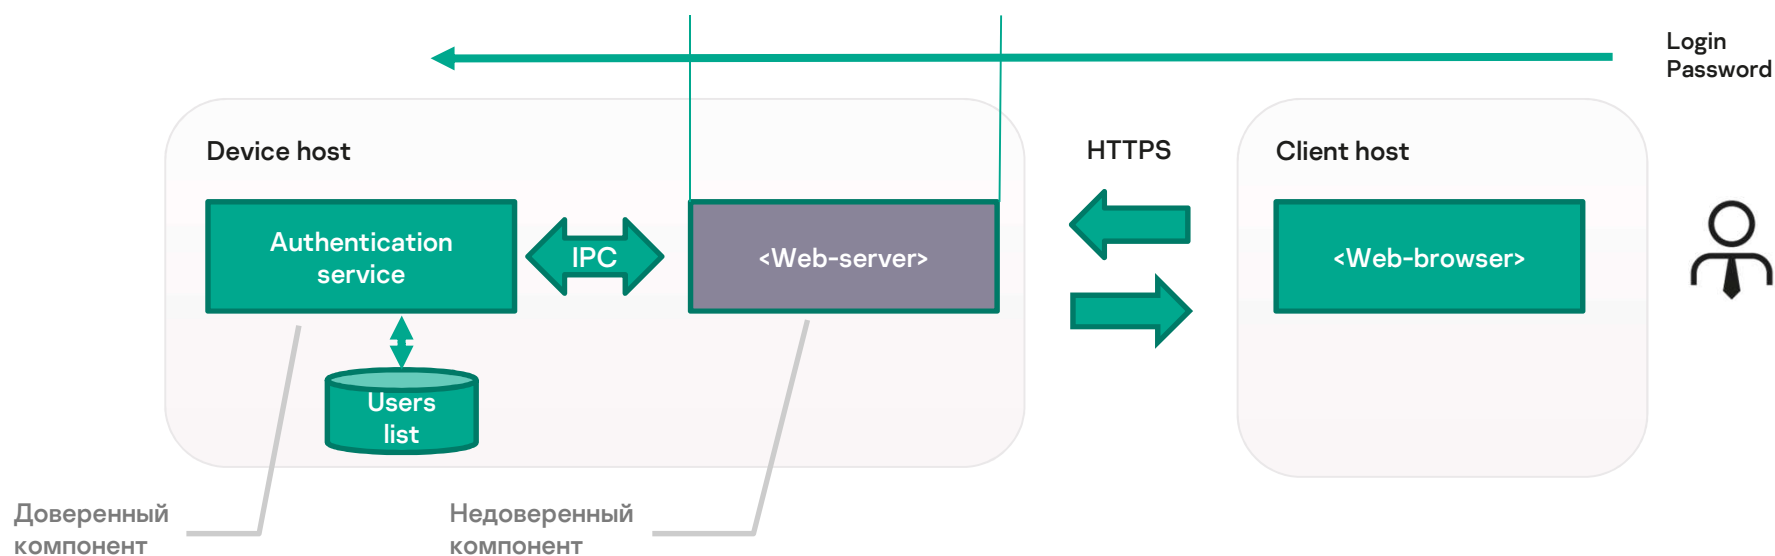 Login
Password
Device host
HTTPS
Client host
Authentication
service
IPC
<Web-server>
<Web-browser>
Users
list
Доверенный
компонент
Недоверенный
компонент